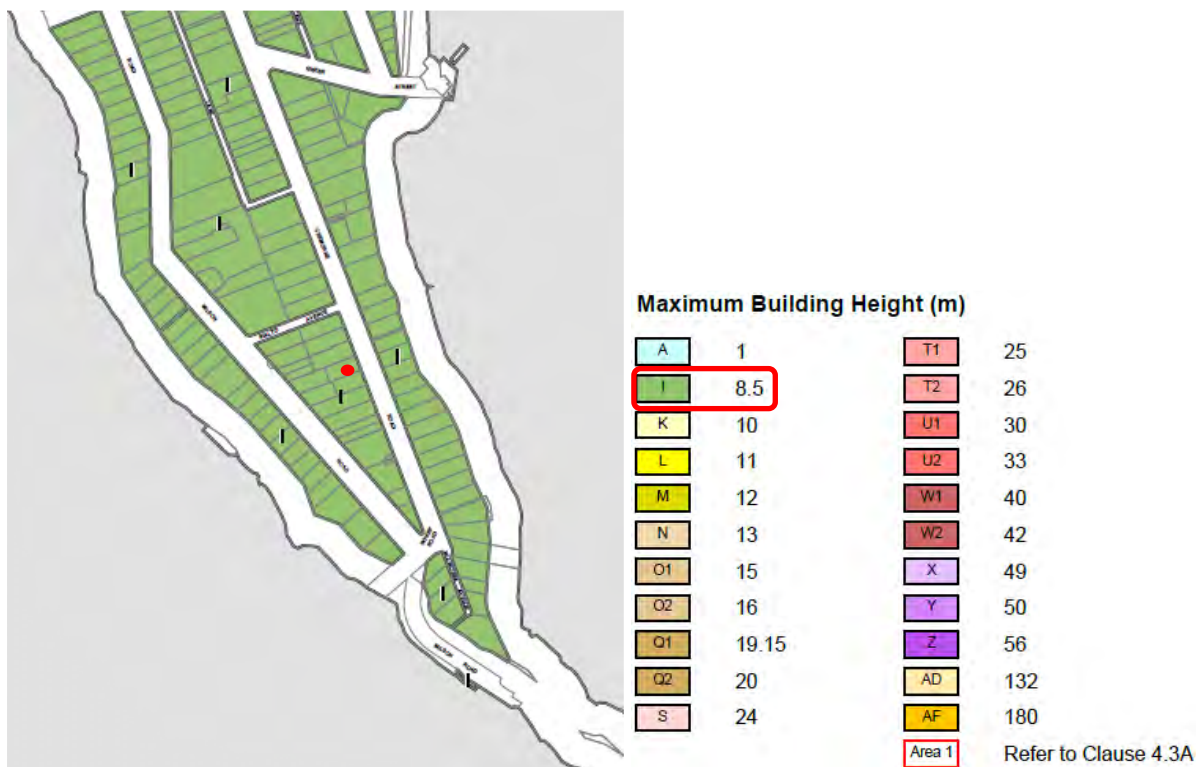 I
I
I
I
I
I
I
I
ROAD
Maximum Building Height (m)
A 1
I 8.5
K 10
L 11
M 12
N 13
O1 15
O2 16
Q1 19.15
Q2 20
S 24
T1 25
T2 26
U1 30
U2 33
W1 40
W2 42
X 49
Y 50
Z 56
AD 132
AF 180
Area 1 Refer to Clause 4.3A